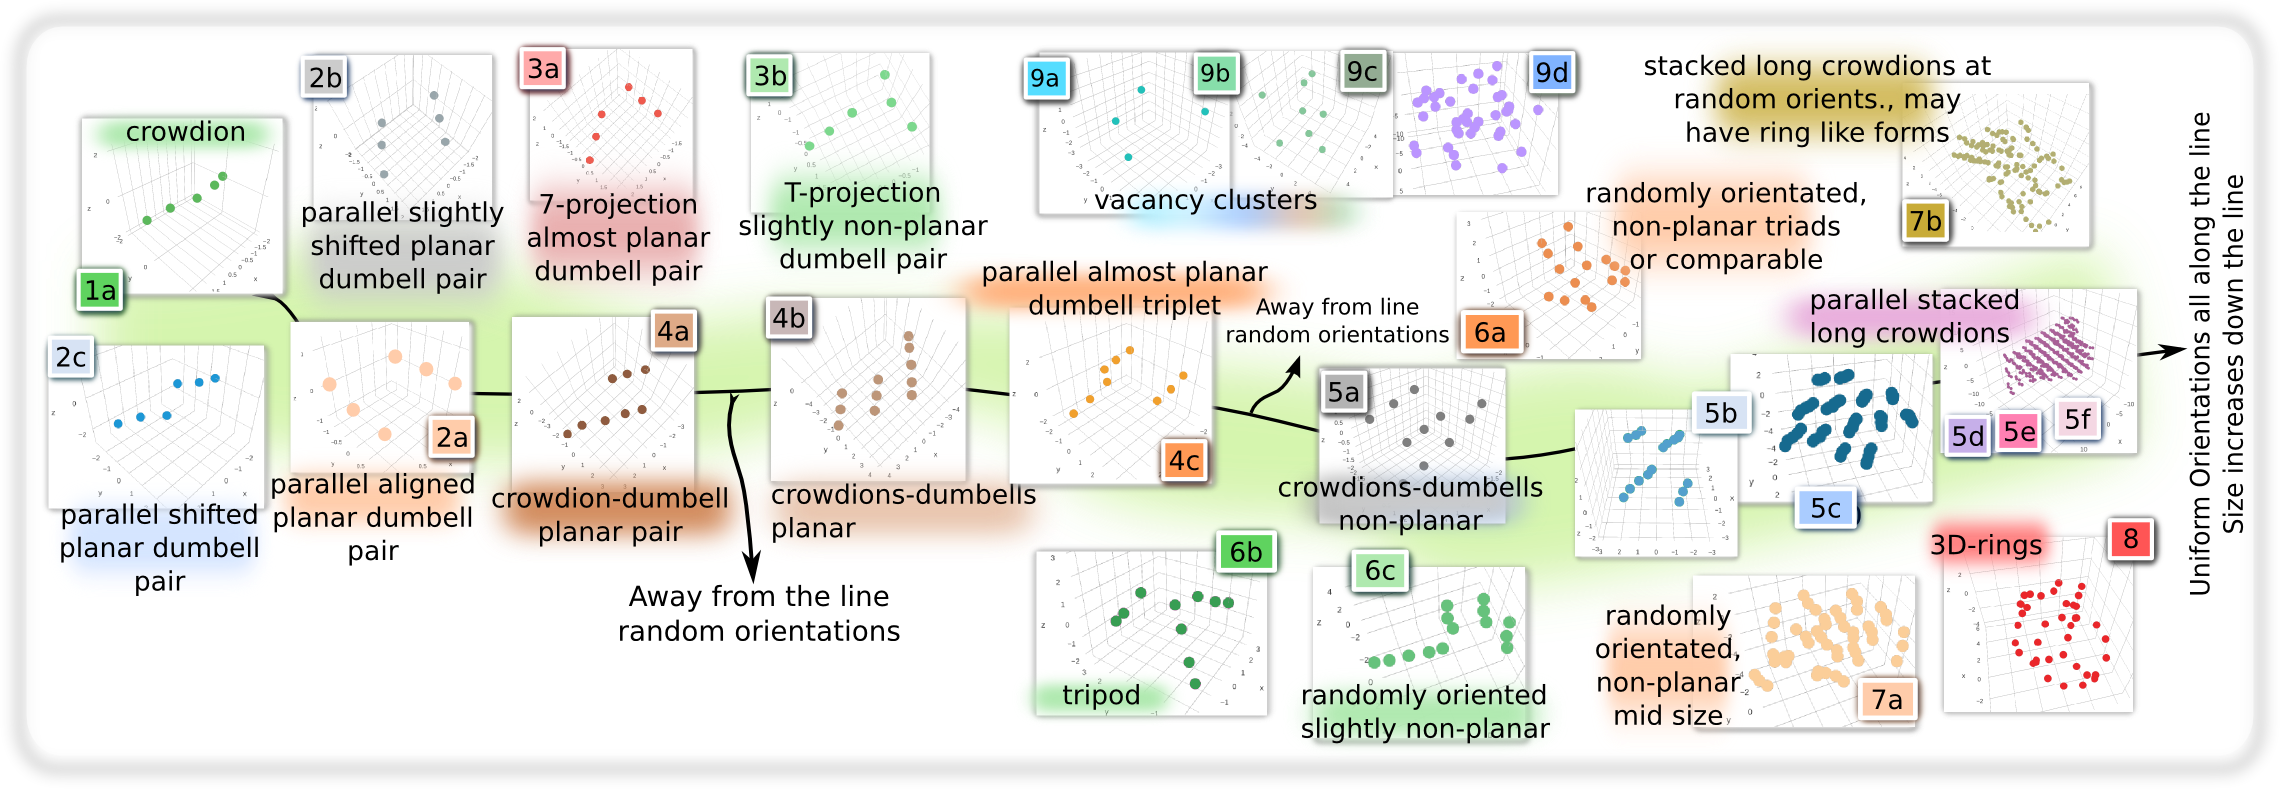 1a
crowdion
2b
parallel slightly
shifted planar
dumbell pair
3a
7-projection
almost planar
dumbell pair
3b
T-projection
slightly non-planar
dumbell pair
9a
9b
9c
9d
vacancy clusters
stacked long crowdions at
random orients., may
have ring like forms
7b
randomly orientated,
non-planar triads
or comparable
6a
2c
parallel shifted
planar dumbell
pair
2a
parallel aligned
planar dumbell
pair
4a
crowdion-dumbell
planar pair
4b
crowdions-dumbells
planar
parallel almost planar
dumbell triplet
4c
Away from line
random orientations
5a
crowdions-dumbells
non-planar
5b
5c
parallel stacked
long crowdions
5d
5e
5f
Away from the line
random orientations
6b
tripod
6c
randomly oriented
slightly non-planar
randomly
orientated,
non-planar
mid size
7a
3D-rings
8
Uniform Orientations all along the line
Size increases down the line